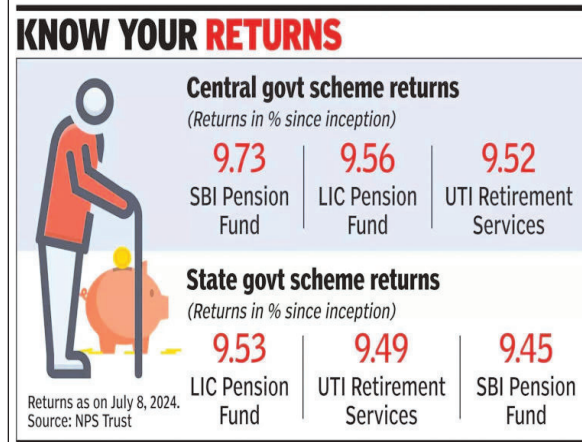 KNOW YOUR RETURNS
Central govt scheme returns
(Returns in % since inception)
9.73
SBI Pension
Fund
9.56
LIC Pension
Fund
9.52
UTI Retirement
Services
State govt scheme returns
(Returns in % since inception)
9.53
LIC Pension
Fund
9.49
UTI Retirement
Services
9.45
SBI Pension
Fund
Returns as on July 8, 2024.
Source: NPS Trust